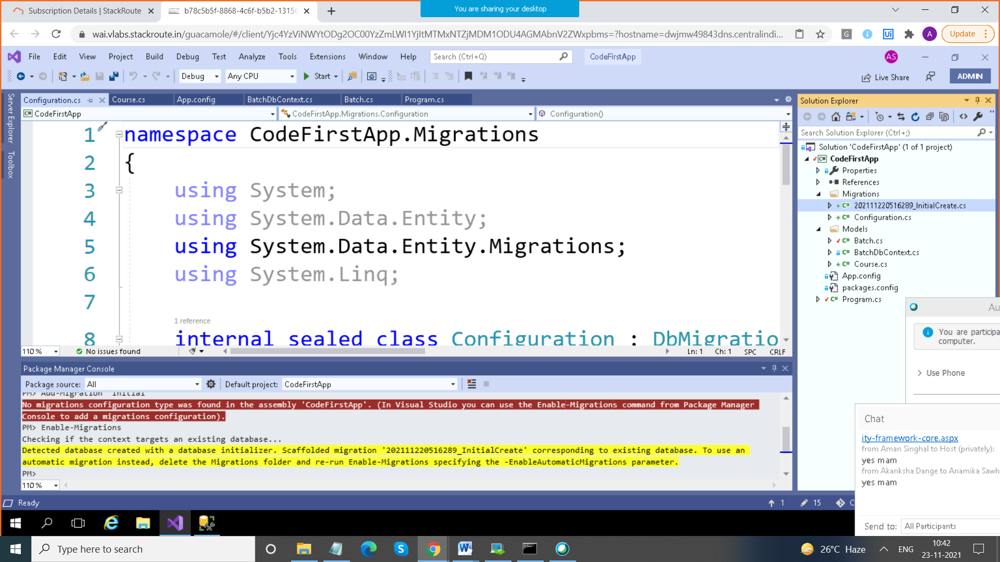 Subscription Details | StackRoute
b78c5b5f-8868-4c6f-b5b2-13156
You are sharing your desktop
wai.vlabs.stackroute.in/guacamole/#/client/Yjc4YzViNWYtODg2OC00YzZmLWI1YjItMTMxNTZjMDM1ODU4AGMAbnV2ZWxpbms=?hostname=dwjmw49843dns.centralindi...
G
Ui
A
Update
File Edit View Project Build Debug Test Analyze Tools Extensions Window Help
Search (Ctrl+Q)
CodeFirstApp
AS
Debug
Any CPU
Start
Live Share
ADMIN
Server Explorer
Toolbox
Configuration.cs Course.cs App.config BatchDbContext.cs Batch.cs Program.cs
CodeFirstApp
CodeFirstApp.Migrations.Configuration
Configuration()
1 namespace CodeFirstApp.Migrations
2 {
3 using System;
4 using System.Data.Entity;
5 using System.Data.Entity.Migrations;
6 using System.Linq;
7
1 reference
8 internal sealed class Configuration : DbMigratio
110 %
No issues found
Ln: 1 Ch: 1 SPC CRLF
Solution Explorer
Search Solution Explorer (Ctrl+;)
Solution 'CodeFirstApp' (1 of 1 project)
CodeFirstApp
Properties
References
Migrations
202111220516289_InitialCreate.cs
Configuration.cs
Models
Batch.cs
BatchDbContext.cs
Course.cs
App.config
packages.config
Program.cs
Package Manager Console
Package source: All
Default project: CodeFirstApp
PM> Add-Migration "Initial"
No migrations configuration type was found in the assembly 'CodeFirstApp'. (In Visual Studio you can use the Enable-Migrations command from Package Manager
Console to add a migrations configuration).
PM> Enable-Migrations
Checking if the context targets an existing database...
Detected database created with a database initializer. Scaffolded migration '202111220516289_InitialCreate' corresponding to existing database. To use an
automatic migration instead, delete the Migrations folder and re-run Enable-Migrations specifying the -EnableAutomaticMigrations parameter.
PM>
110 %
Ready
1
15
C
Au
You are participa
computer.
Use Phone
Chat
ity-framework-core.aspx
from Aman Singhal to Host (privately):
yes mam
from Akanksha Dange to Anamika Sawh
yes mam
Send to: All Participants
Type here to search
26°C Haze
ENG
10:42
23-11-2021